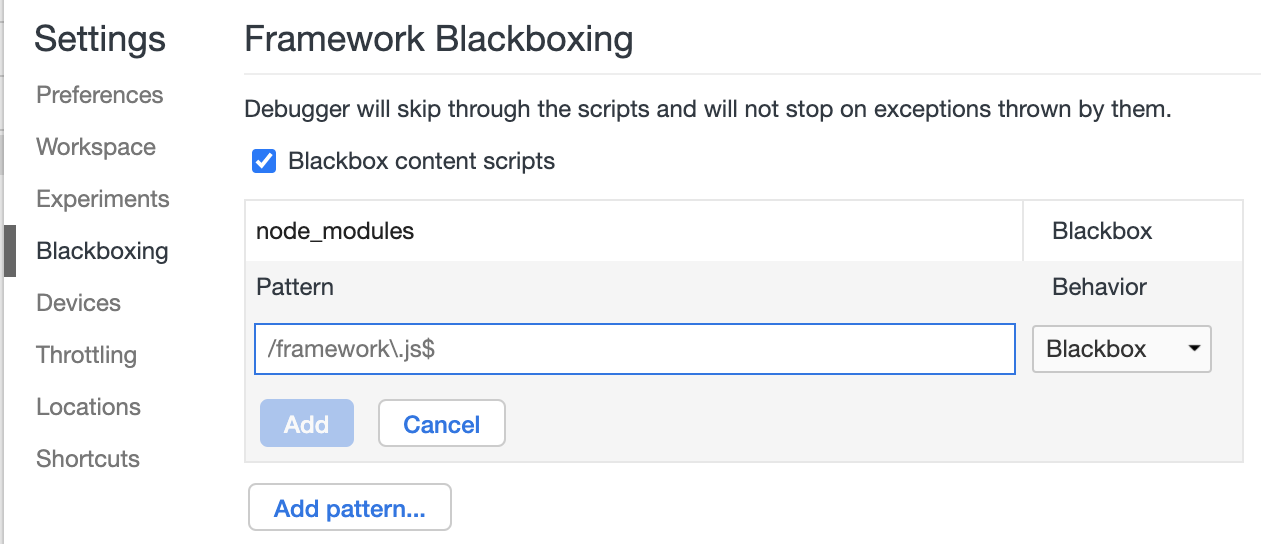 Settings
Preferences
Workspace
Experiments
Blackboxing
Devices
Throttling
Locations
Shortcuts
Framework Blackboxing
Debugger will skip through the scripts and will not stop on exceptions thrown by them.
Blackbox content scripts
node_modules Blackbox
Pattern Behavior
/framework\.js$ Blackbox
Add Cancel
Add pattern...